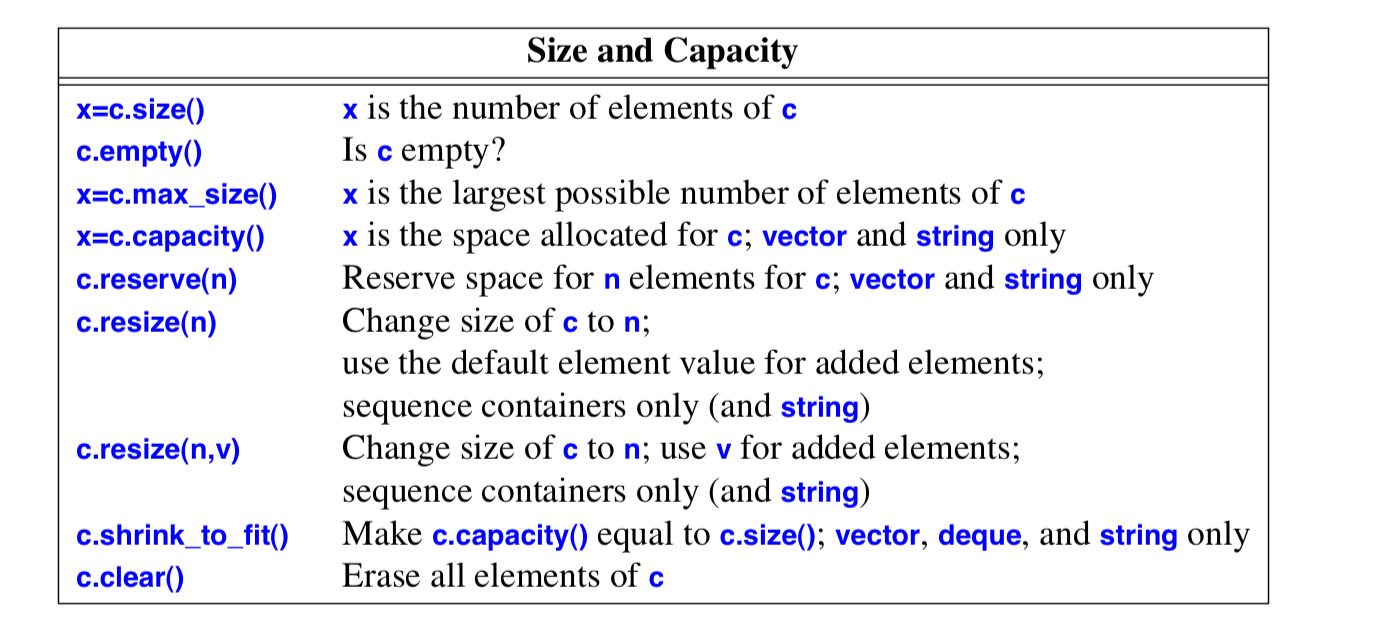 Size and Capacity
x=c.size() x is the number of elements of c
c.empty() Is c empty?
x=c.max_size() x is the largest possible number of elements of c
x=c.capacity() x is the space allocated for c; vector and string only
c.reserve(n) Reserve space for n elements for c; vector and string only
c.resize(n) Change size of c to n;
use the default element value for added elements;
sequence containers only (and string)
c.resize(n,v) Change size of c to n; use v for added elements;
sequence containers only (and string)
c.shrink_to_fit() Make c.capacity() equal to c.size(); vector, deque, and string only
c.clear() Erase all elements of c